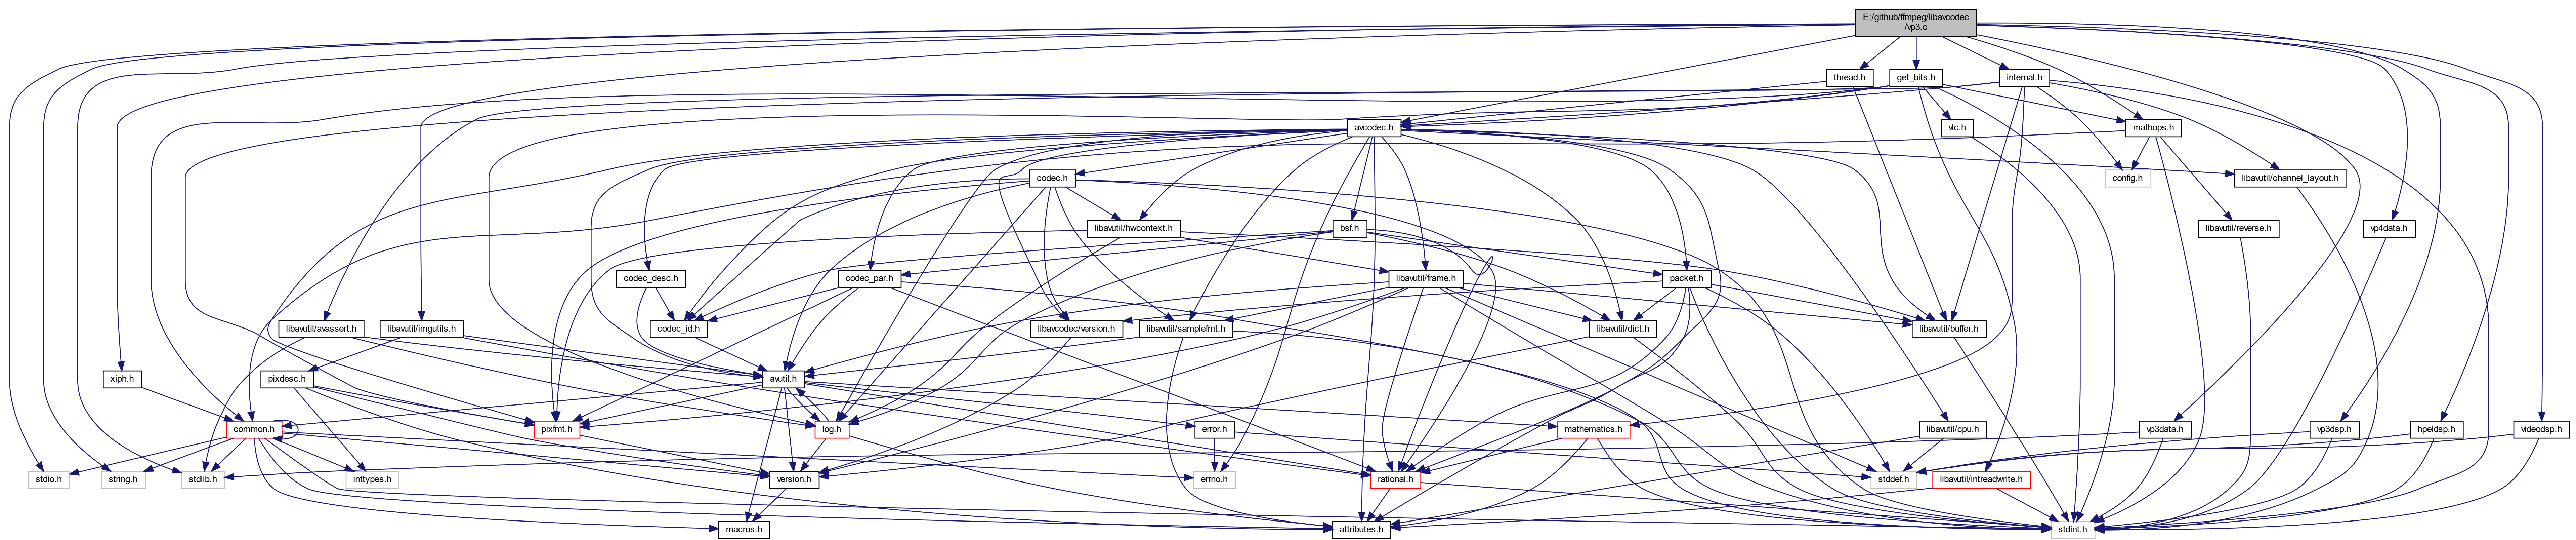 E:/github/ffmpeg/libavcodec
/vp3.c
thread.h
get_bits.h
internal.h
avcodec.h
vlc.h
mathops.h
codec.h
config.h
libavutil/channel_layout.h
libavutil/hwcontext.h
bsf.h
libavutil/reverse.h
vp4data.h
codec_desc.h
codec_par.h
libavutil/frame.h
packet.h
libavutil/avassert.h
libavutil/imgutils.h
codec_id.h
libavcodec/version.h
libavutil/samplefmt.h
libavutil/dict.h
libavutil/buffer.h
xiph.h
pixdesc.h
avutil.h
common.h
pixfmt.h
log.h
error.h
mathematics.h
libavutil/cpu.h
vp3data.h
vp3dsp.h
hpeldsp.h
videodsp.h
stdio.h
string.h
stdlib.h
inttypes.h
version.h
errno.h
rational.h
stddef.h
libavutil/intreadwrite.h
macros.h
attributes.h
stdint.h